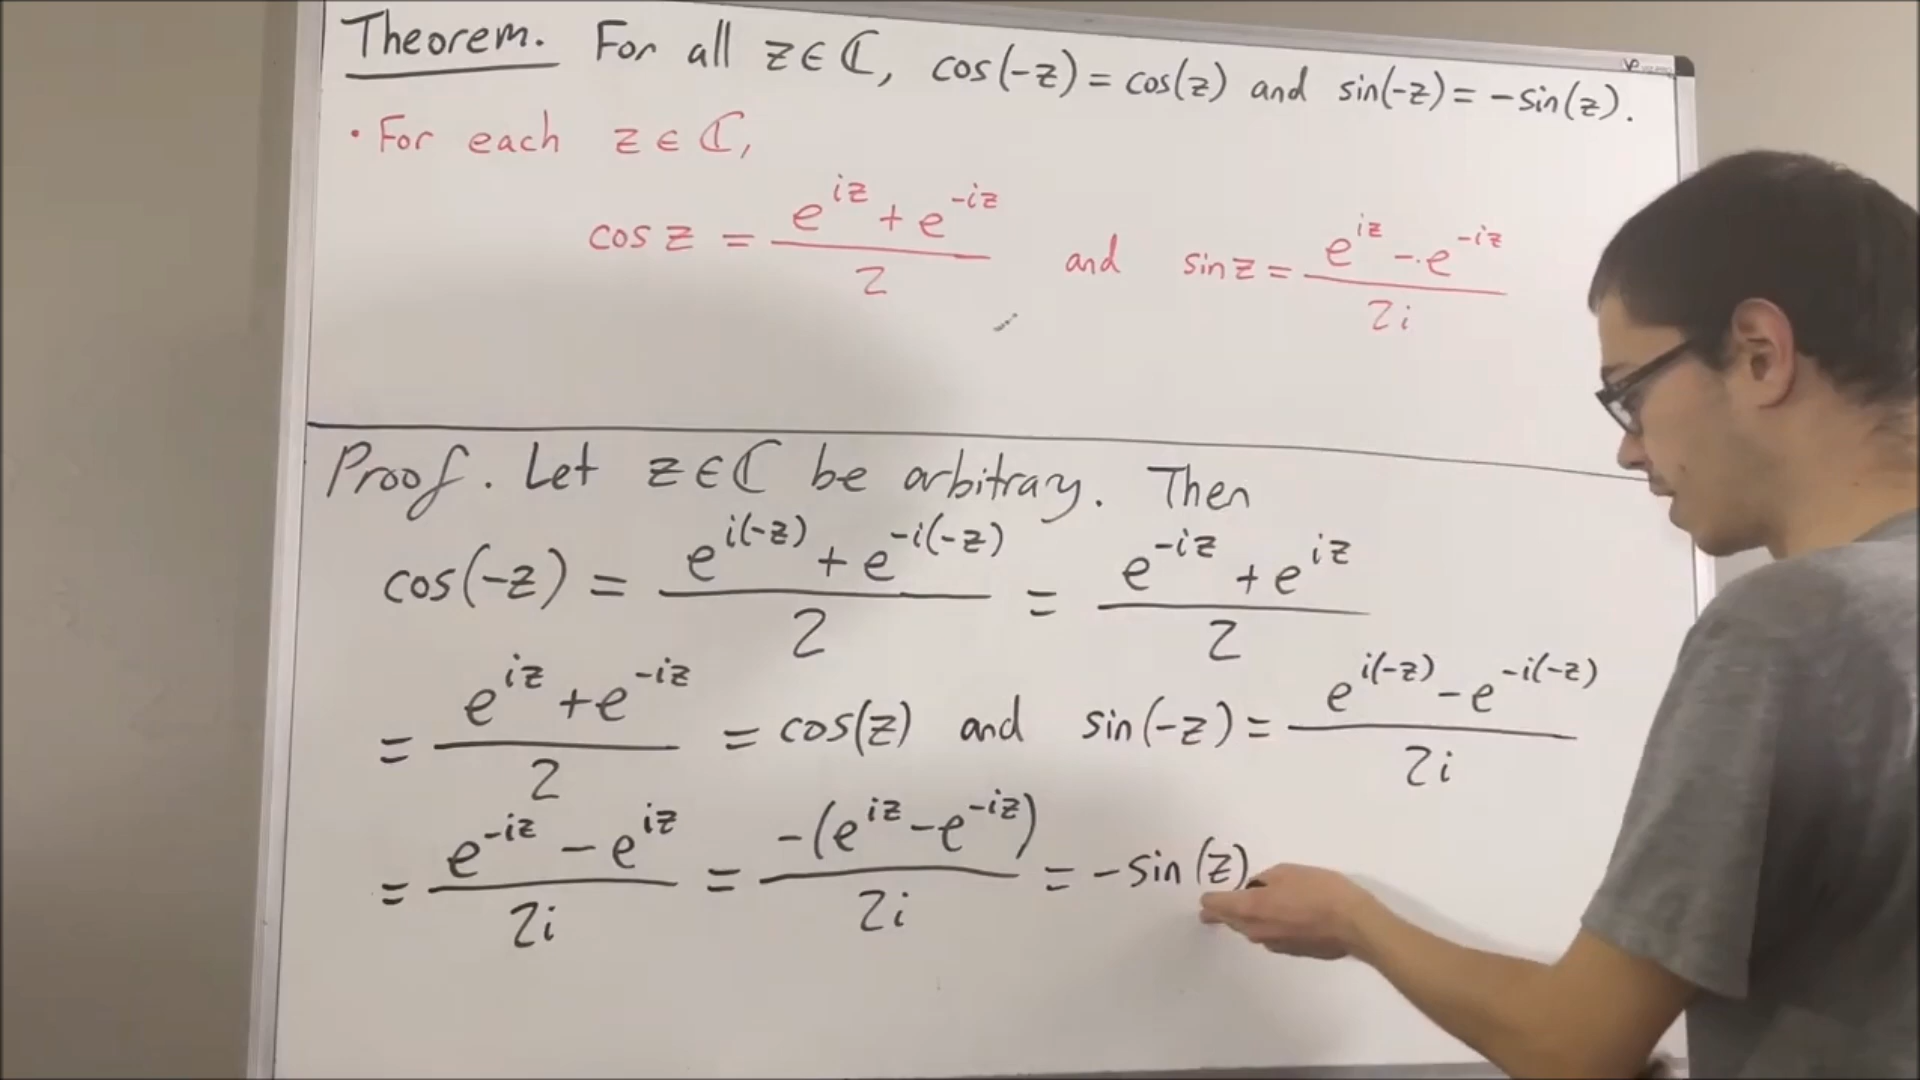 Theorem. For all z∈ℂ, cos(-z) = cos(z) and sin(-z) = -sin(z).
• For each z∈ℂ,
cos z = (e^{iz} + e^{-iz})/2 and sin z = (e^{iz} - e^{-iz})/2i
Proof. Let z∈ℂ be arbitray. Then
cos(-z) = (e^{i(-z)} + e^{-i(-z)})/2 = (e^{-iz} + e^{iz})/2
= (e^{iz} + e^{-iz})/2 = cos(z) and sin(-z) = (e^{i(-z)} - e^{-i(-z)})/2i
= (e^{-iz} - e^{iz})/2i = -(e^{iz} - e^{-iz})/2i = -sin(z).